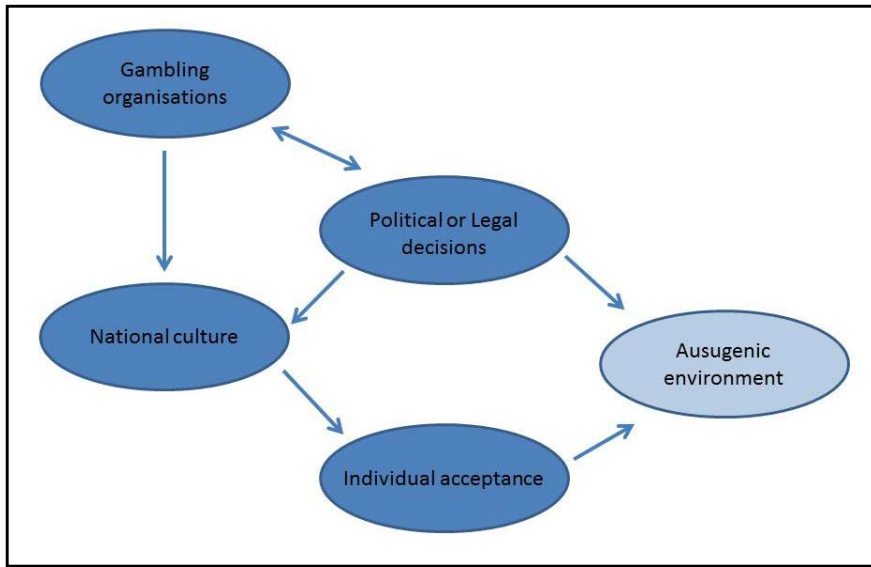 Gambling
organisations
Political or Legal
decisions
National culture
Ausugenic
environment
Individual acceptance